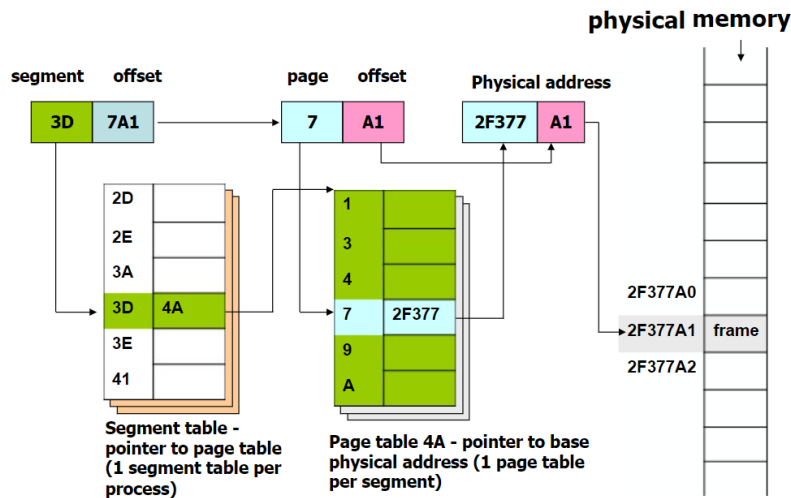 physical memory
segment offset page offset Physical address
3D 7A1 7 A1 2F377 A1
2D
2E
3A
3D 4A
3E
41
1
3
4
7 2F377
9
A
2F377A0
2F377A1 frame
2F377A2
Segment table -
pointer to page table
(1 segment table per
process)
Page table 4A - pointer to base
physical address (1 page table
per segment)